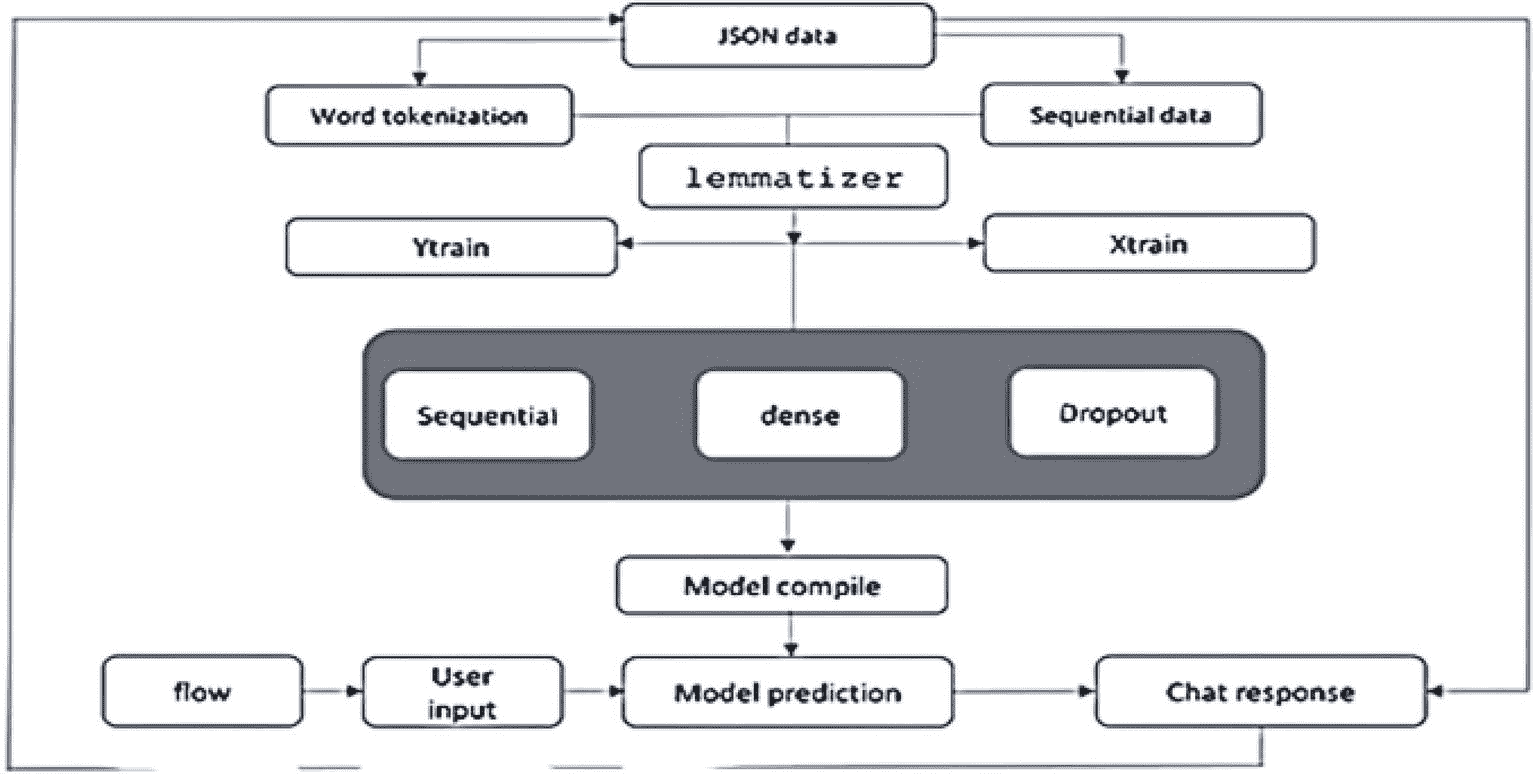 JSON data
Word tokenization
Sequential data
lemmatizer
Ytrain
Xtrain
Sequential
dense
Dropout
Model compile
flow
User
input
Model prediction
Chat response